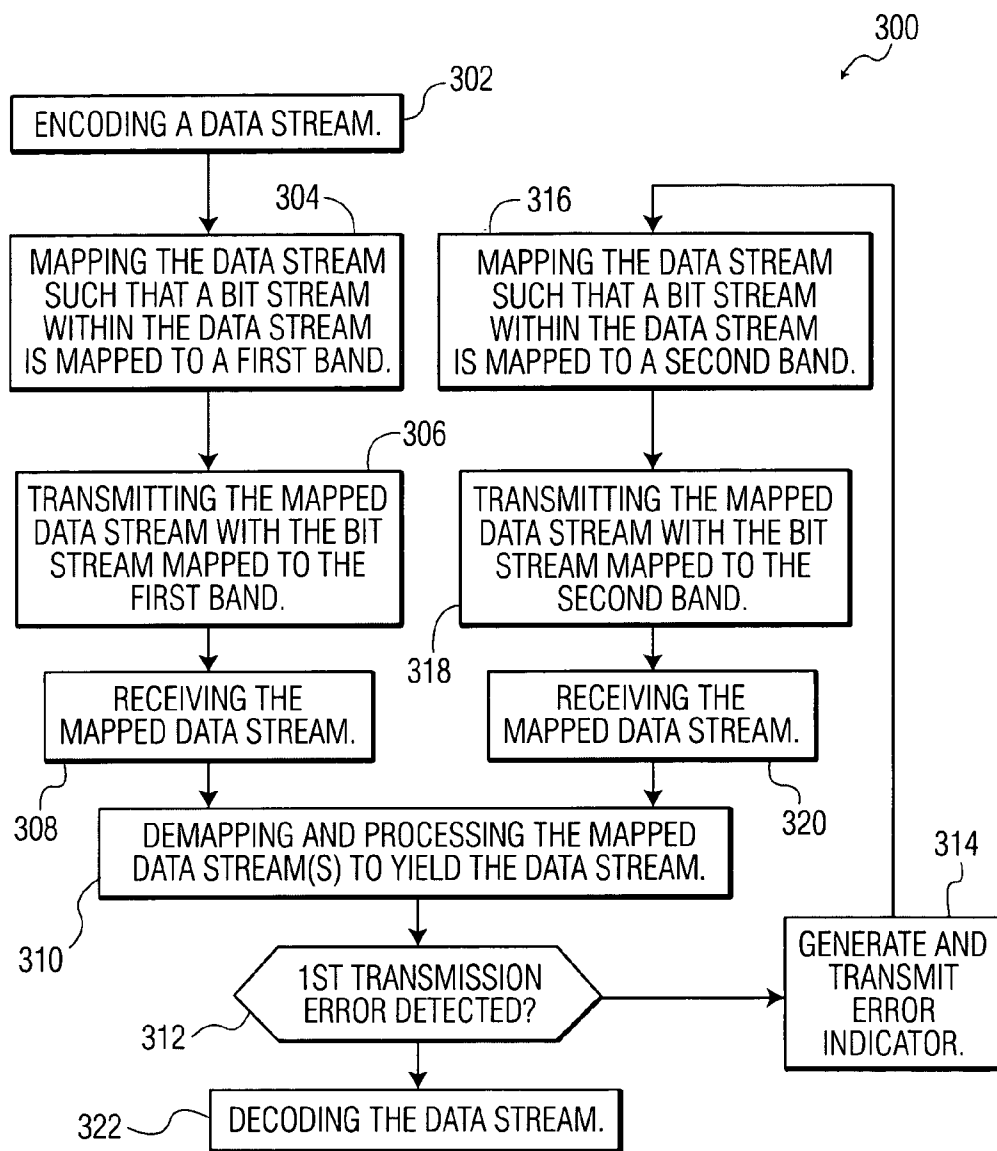 300
302
ENCODING A DATA STREAM.
304
MAPPING THE DATA STREAM
SUCH THAT A BIT STREAM
WITHIN THE DATA STREAM
IS MAPPED TO A FIRST BAND.
316
MAPPING THE DATA STREAM
SUCH THAT A BIT STREAM
WITHIN THE DATA STREAM
IS MAPPED TO A SECOND BAND.
306
TRANSMITTING THE MAPPED
DATA STREAM WITH THE BIT
STREAM MAPPED TO THE
FIRST BAND.
TRANSMITTING THE MAPPED
DATA STREAM WITH THE BIT
STREAM MAPPED TO THE
SECOND BAND.
318
RECEIVING THE
MAPPED DATA STREAM.
308
RECEIVING THE
MAPPED DATA STREAM.
320
DEMAPPING AND PROCESSING THE MAPPED
DATA STREAM(S) TO YIELD THE DATA STREAM.
310
314
GENERATE AND
TRANSMIT
ERROR
INDICATOR.
1ST TRANSMISSION
ERROR DETECTED?
312
DECODING THE DATA STREAM.
322